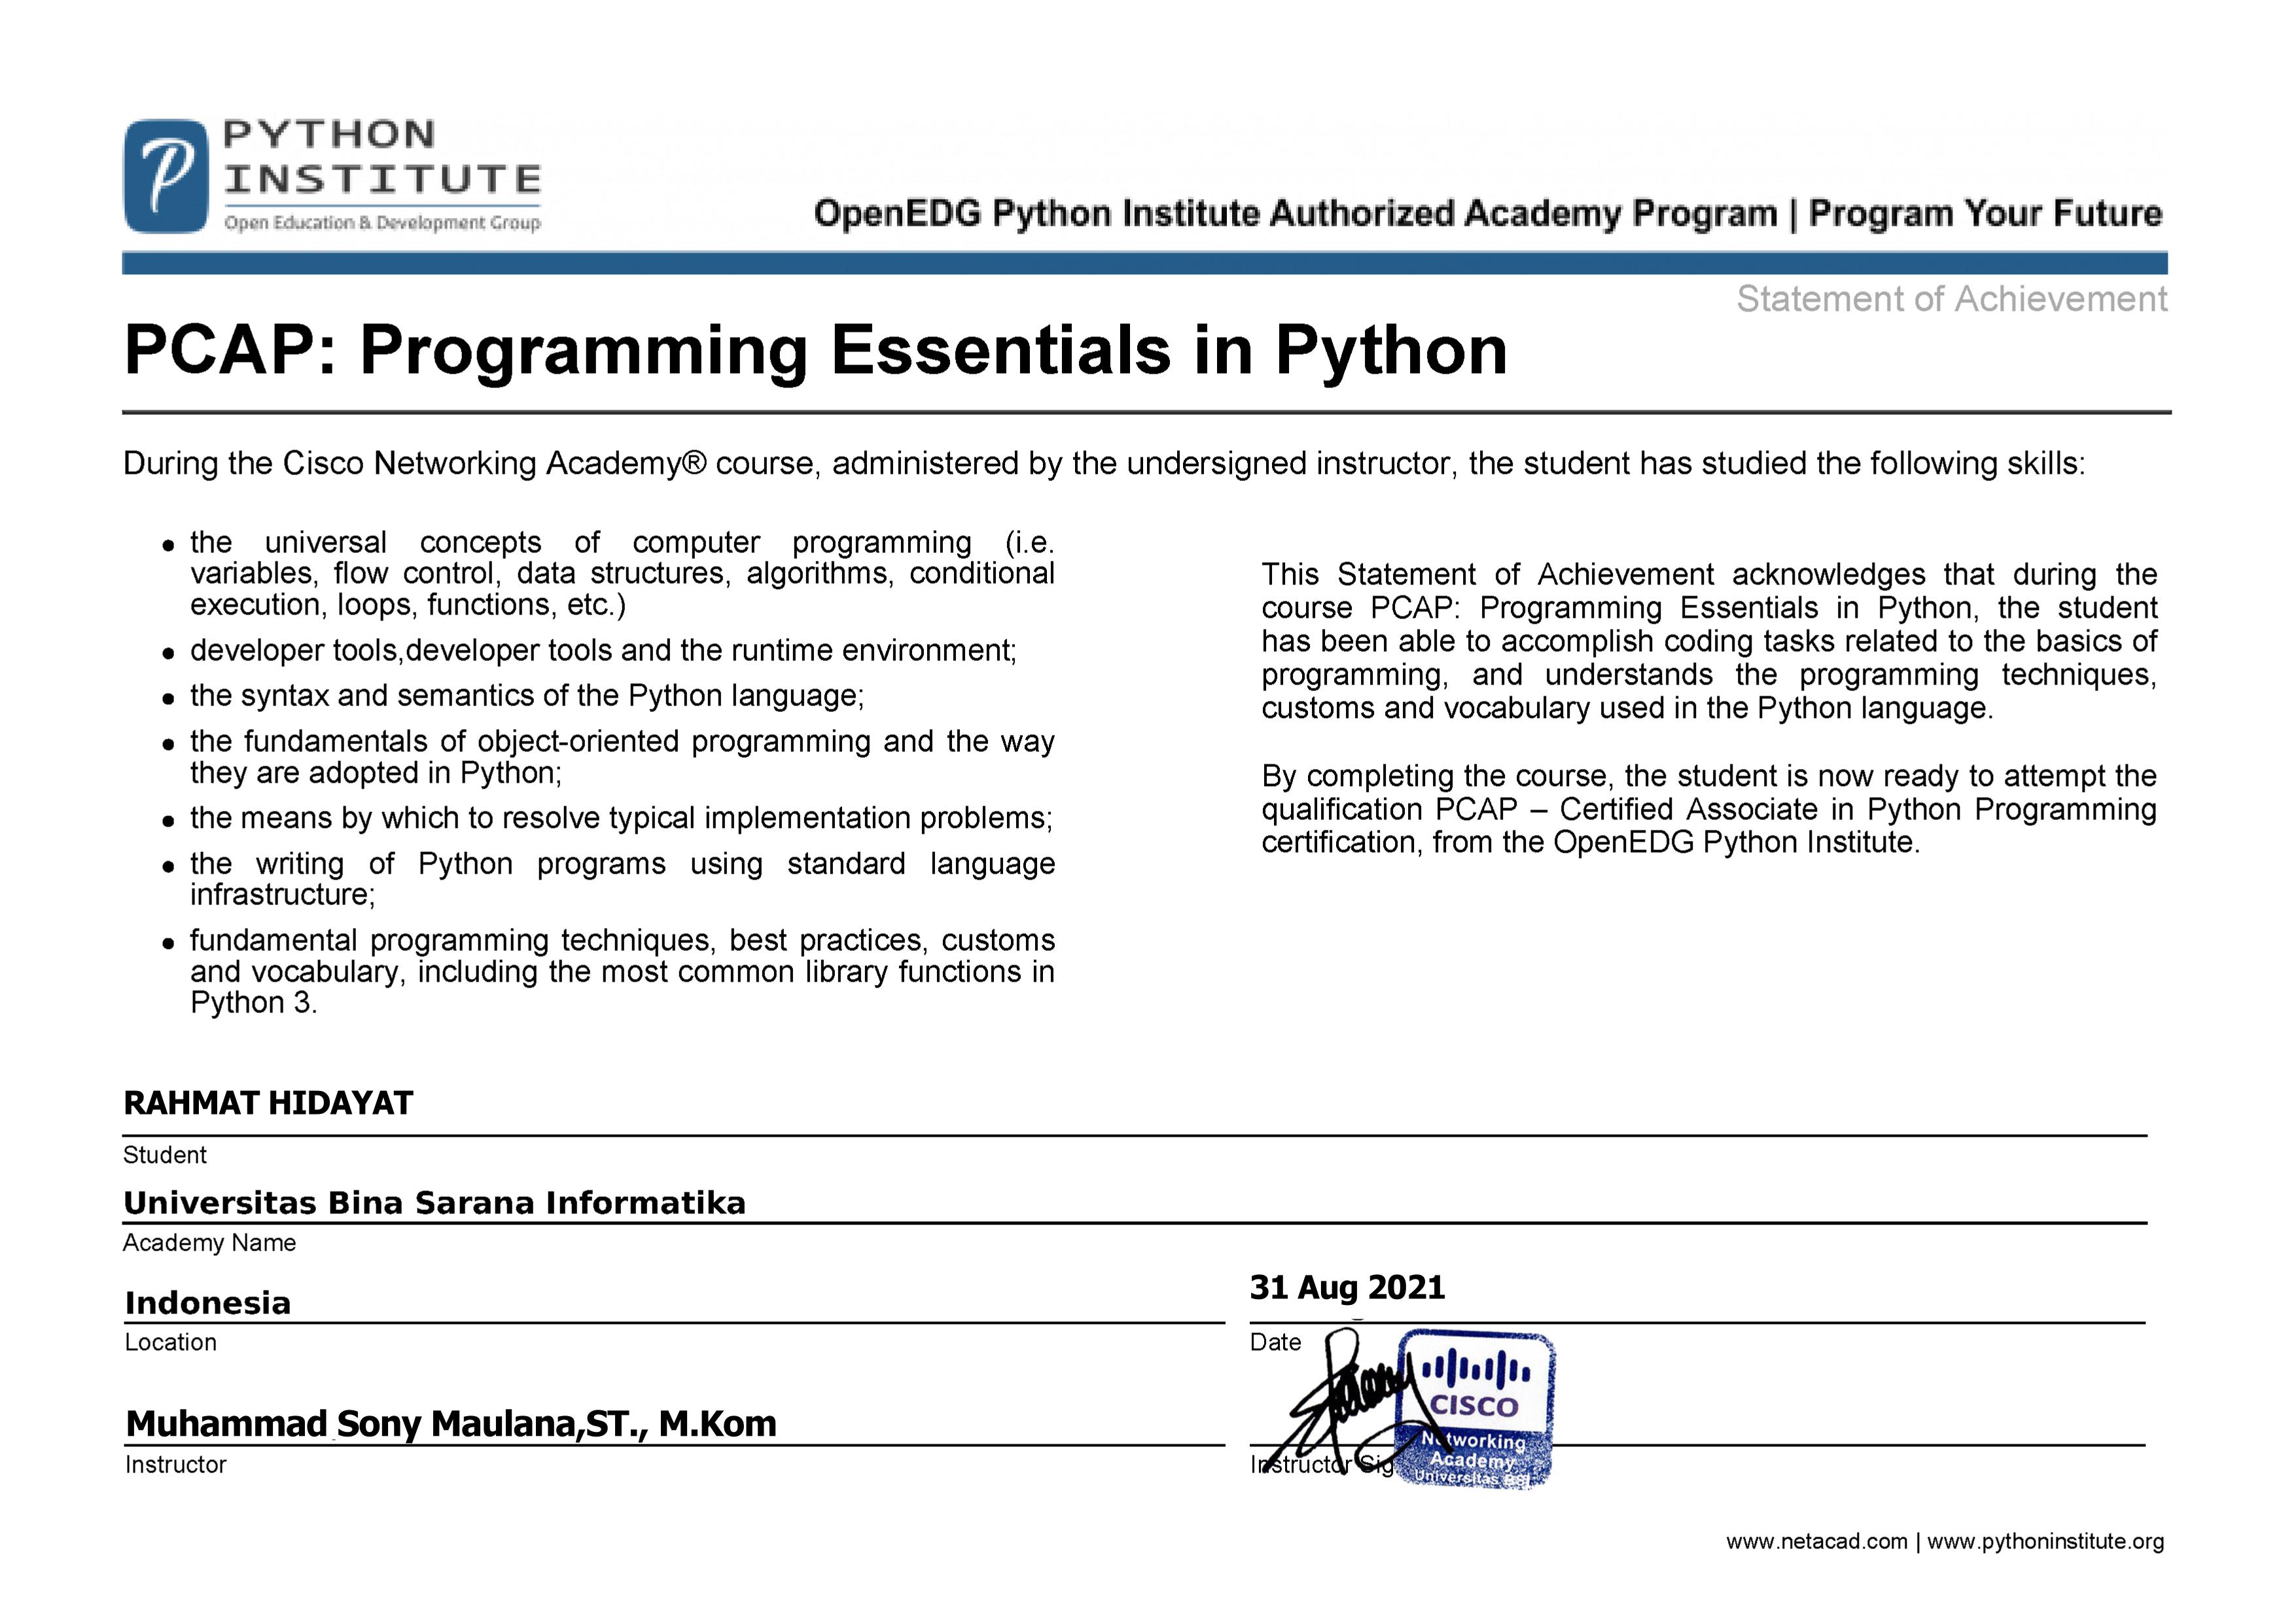 PYTHON
INSTITUTE
Open Education & Development Group
OpenEDG Python Institute Authorized Academy Program | Program Your Future
Statement of Achievement
PCAP: Programming Essentials in Python
During the Cisco Networking Academy® course, administered by the undersigned instructor, the student has studied the following skills:
• the universal concepts of computer programming (i.e.
variables, flow control, data structures, algorithms, conditional
execution, loops, functions, etc.)
• developer tools,developer tools and the runtime environment;
• the syntax and semantics of the Python language;
• the fundamentals of object-oriented programming and the way
they are adopted in Python;
• the means by which to resolve typical implementation problems;
• the writing of Python programs using standard language
infrastructure;
• fundamental programming techniques, best practices, customs
and vocabulary, including the most common library functions in
Python 3.
This Statement of Achievement acknowledges that during the
course PCAP: Programming Essentials in Python, the student
has been able to accomplish coding tasks related to the basics of
programming, and understands the programming techniques,
customs and vocabulary used in the Python language.
By completing the course, the student is now ready to attempt the
qualification PCAP – Certified Associate in Python Programming
certification, from the OpenEDG Python Institute.
RAHMAT HIDAYAT
Student
Universitas Bina Sarana Informatika
Academy Name
Indonesia
Location
31 Aug 2021
Date
Muhammad Sony Maulana,ST., M.Kom
Instructor
Instructor Sig
CISCO
Networking
Academy
Universitas BSI
www.netacad.com | www.pythoninstitute.org